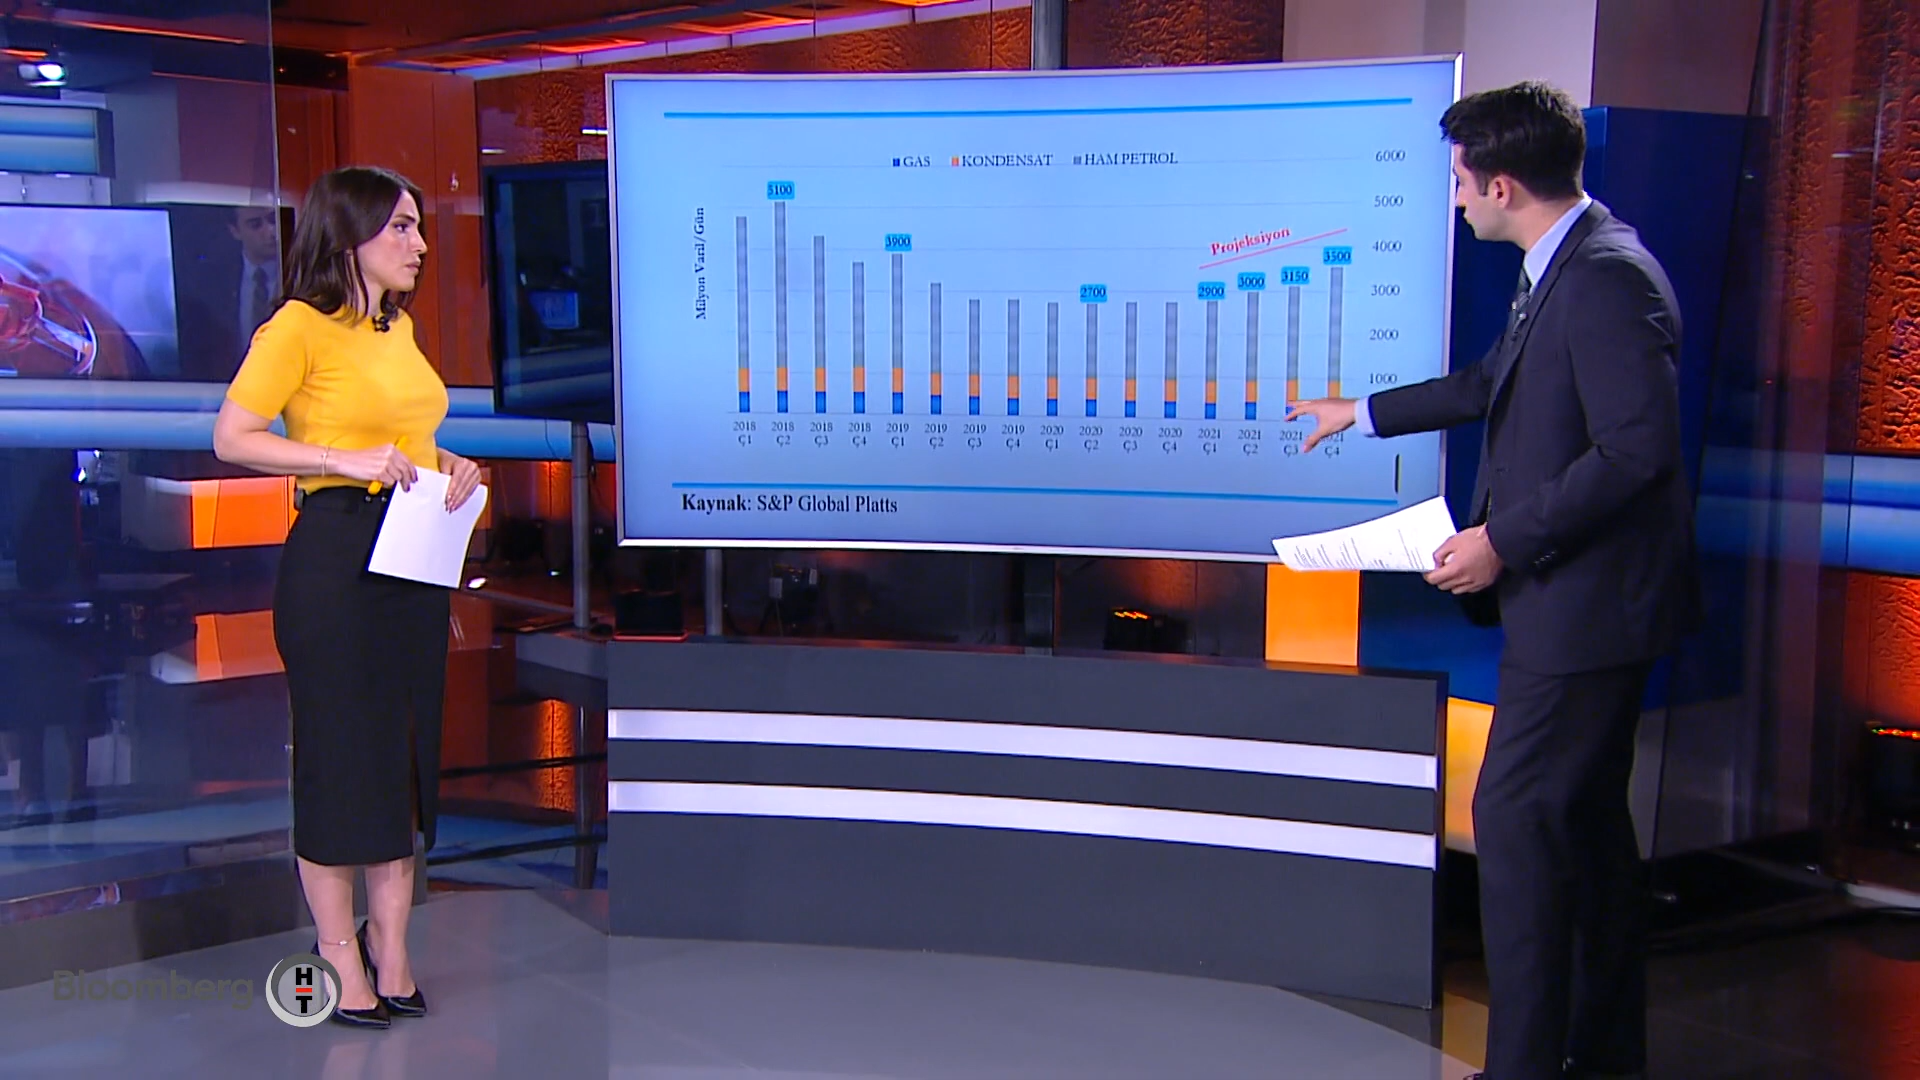 GAS KONDENSAT HAM PETROL
Milyon Varil/Gün
6000
5000
4000
3000
2000
1000
5100
3900
2700
2900
3000
3150
3500
Projeksiyon
2018 2018 2018 2018 2019 2019 2019 2019 2020 2020 2020 2020 2021 2021 2021 2021
Ç1 Ç2 Ç3 Ç4 Ç1 Ç2 Ç3 Ç4 Ç1 Ç2 Ç3 Ç4 Ç1 Ç2 Ç3 Ç4
Kaynak: S&P Global Platts
Bloomberg HT